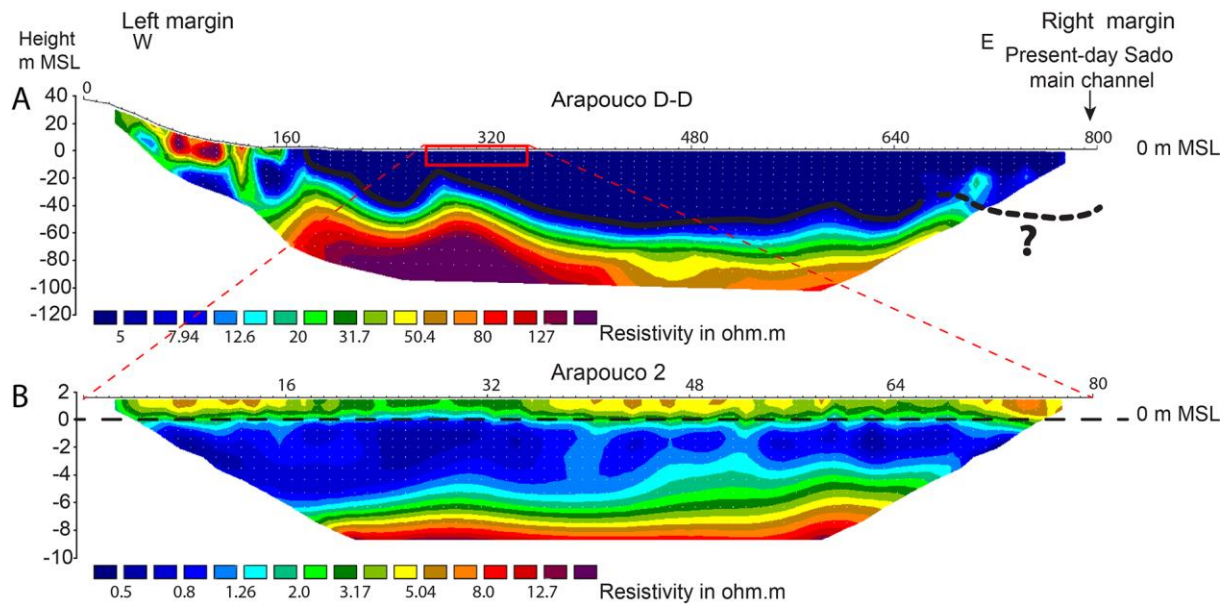 Left margin
Right margin
Height
m MSL
W
E
Present-day Sado
main channel
A
0
Arapouco D-D
40
20
0
-20
-40
-60
-80
-100
-120
160
320
480
640
800
0 m MSL
?
5 7.94 12.6 20 31.7 50.4 80 127 Resistivity in ohm.m
Arapouco 2
B
2
0
-2
-4
-6
-8
-10
16
32
48
64
80
0 m MSL
0.5 0.8 1.26 2.0 3.17 5.04 8.0 12.7 Resistivity in ohm.m